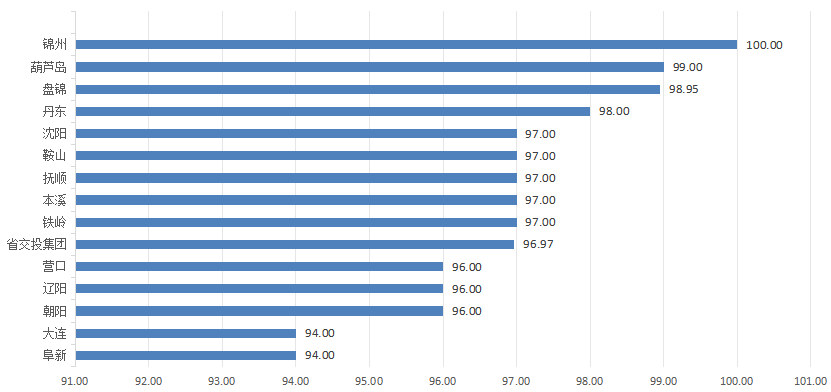 锦州 100.00
葫芦岛 99.00
盘锦 98.95
丹东 98.00
沈阳 97.00
鞍山 97.00
抚顺 97.00
本溪 97.00
铁岭 97.00
省交投集团 96.97
营口 96.00
辽阳 96.00
朝阳 96.00
大连 94.00
阜新 94.00
91.00 92.00 93.00 94.00 95.00 96.00 97.00 98.00 99.00 100.00 101.00